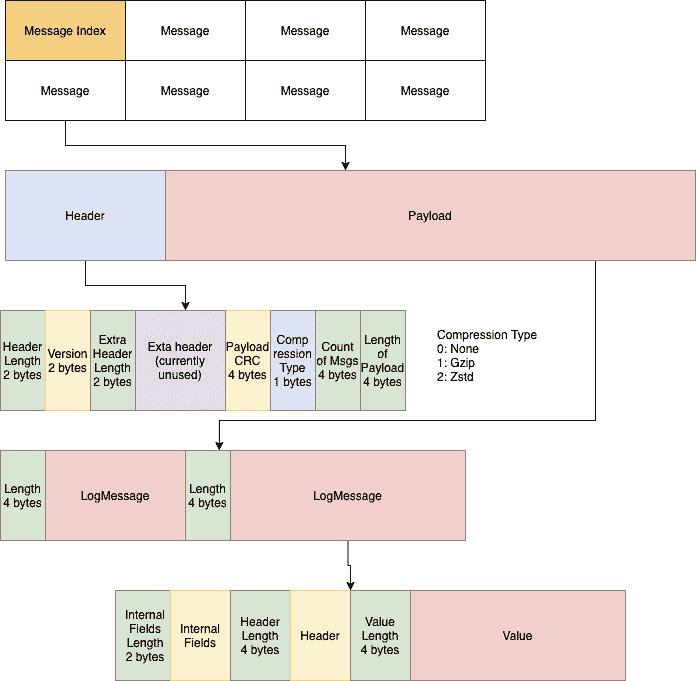 Message Index
Message
Message
Message
Message
Message
Message
Message
Header
Payload
Header
Length
2 bytes
Version
2 bytes
Extra
Header
Length
2 bytes
Exta header
(currently
unused)
Payload
CRC
4 bytes
Comp
ression
Type
1 bytes
Count
of Msgs
4 bytes
Length
of
Payload
4 bytes
Compression Type
0: None
1: Gzip
2: Zstd
Length
4 bytes
LogMessage
Length
4 bytes
LogMessage
Internal
Fields
Length
2 bytes
Internal
Fields
Header
Length
4 bytes
Header
Value
Length
4 bytes
Value